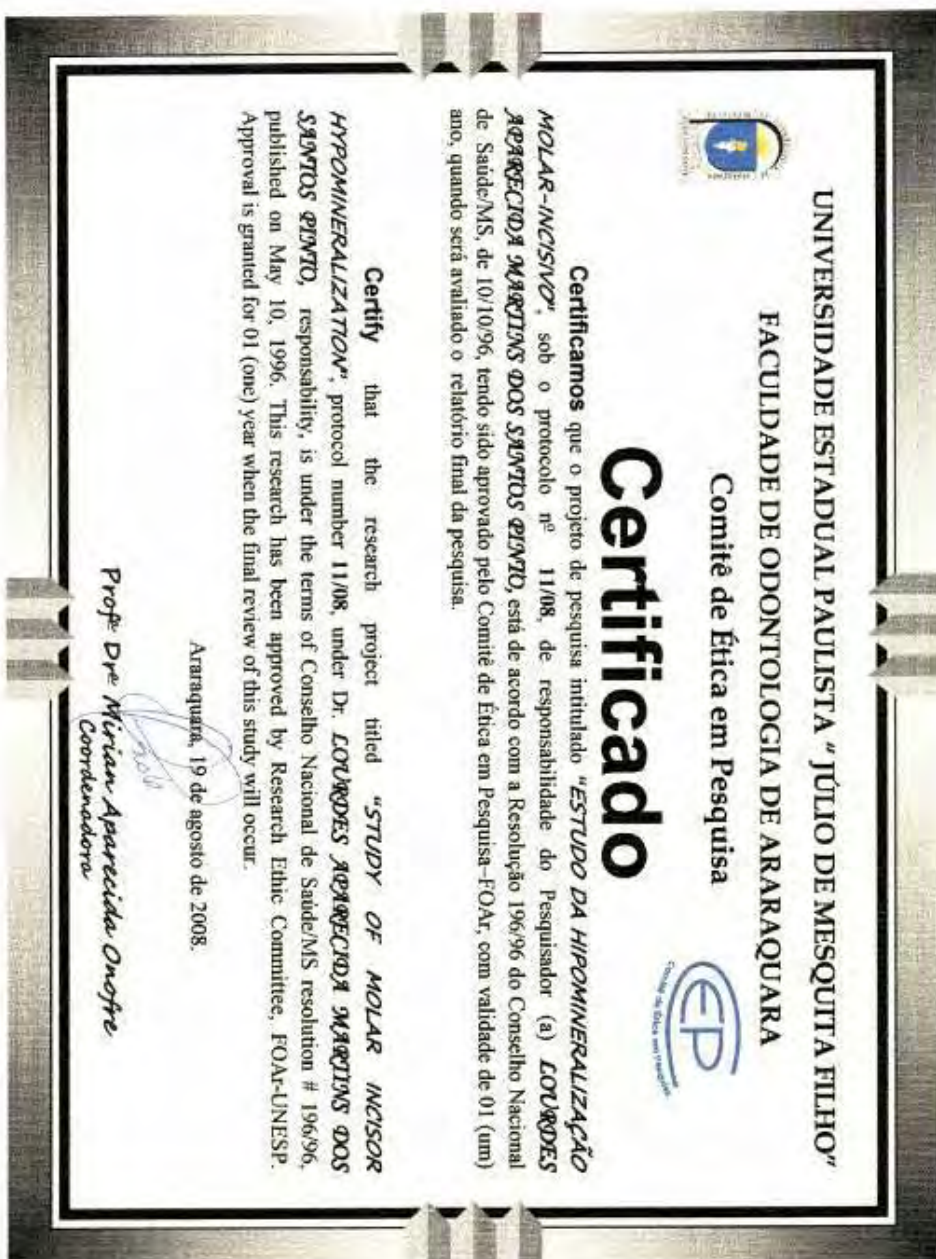 UNIVERSIDADE ESTADUAL PAULISTA "JÚLIO DE MESQUITA FILHO"
FACULDADE DE ODONTOLOGIA DE ARARAQUARA
Comitê de Ética em Pesquisa
CEP
Comitê de Ética em Pesquisa
Certificado
Certificamos que o projeto de pesquisa intitulado "ESTUDO DA HIPOMINERALIZAÇÃO
MOLAR-INCISIVO", sob o protocolo nº 11/08, de responsabilidade do Pesquisador (a) LOURDES
APARECIDA MARTINS DOS SANTOS PINTO, está de acordo com a Resolução 196/96 do Conselho Nacional
de Saúde/MS, de 10/10/96, tendo sido aprovado pelo Comitê de Ética em Pesquisa-FOAr, com validade de 01 (um)
ano, quando será avaliado o relatório final da pesquisa.
Certify that the research project titled "STUDY OF MOLAR INCISOR
HYPOMINERALIZATION", protocol number 11/08, under Dr. LOURDES APARECIDA MARTINS DOS
SANTOS PINTO, responsability, is under the terms of Conselho Nacional de Saúde/MS resolution # 196/96,
published on May 10, 1996. This research has been approved by Research Ethic Committee, FOAr-UNESP.
Approval is granted for 01 (one) year when the final review of this study will occur.
Araraquara, 19 de agosto de 2008.
Profª Drª Mirian Aparecida Onofre
Coordenadora